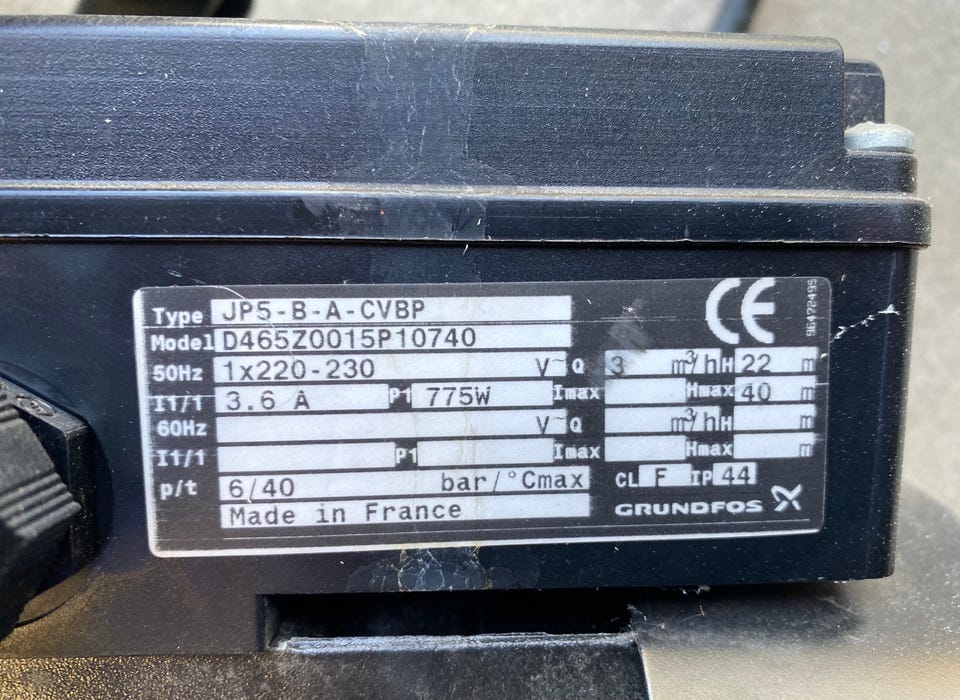 CE
96472495
Type JP5-B-A-CVBP
Model D465Z0015P10740
50Hz 1x220-230 V~ Q 3 m³/h H 22 m
I1/1 3.6 A P1 775W Imax Hmax 40 m
60Hz V~ Q m³/h H m
I1/1 P1 Imax Hmax m
p/t 6/40 bar/°Cmax CL F IP 44
Made in France GRUNDFOS